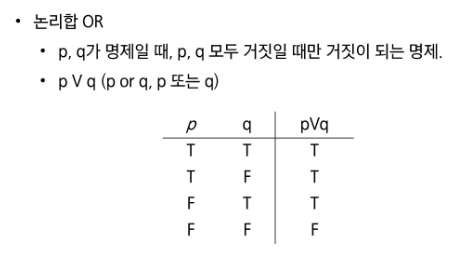 • 논리합 OR
• p, q가 명제일 때, p, q 모두 거짓일 때만 거짓이 되는 명제.
• p V q (p or q, p 또는 q)
p q pVq
T T T
T F T
F T T
F F F